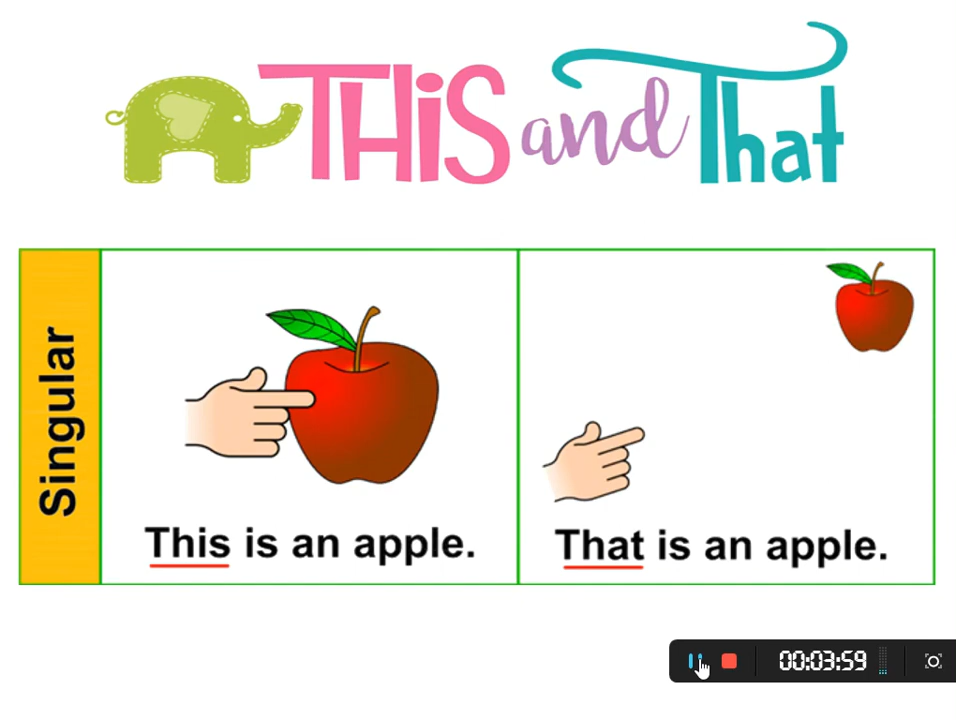 THiS and That
Singular
This is an apple.
That is an apple.
00:03:59